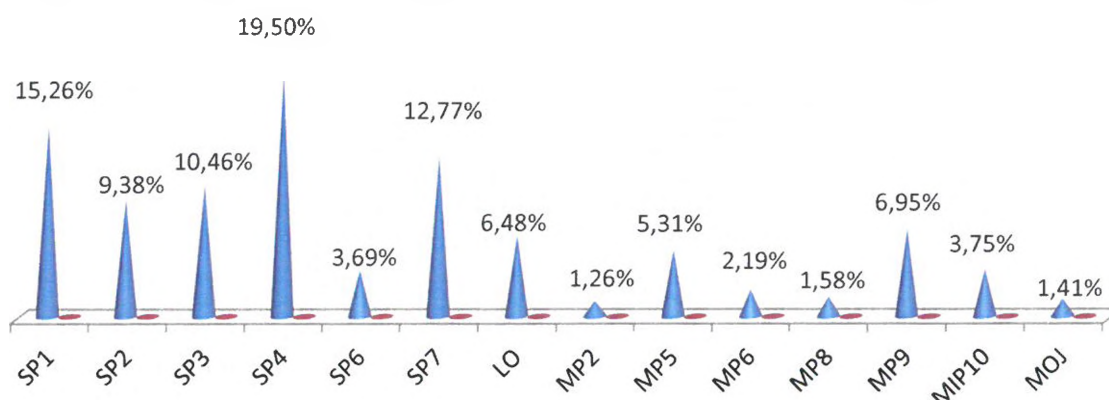 19,50%
15,26%
12,77%
10,46%
9,38%
6,95%
6,48%
5,31%
3,75%
3,69%
2,19%
1,58%
1,26%
1,41%
SP1
SP2
SP3
SP4
SP6
SP7
LO
MP2
MP5
MP6
MP8
MP9
MIP10
MOJ